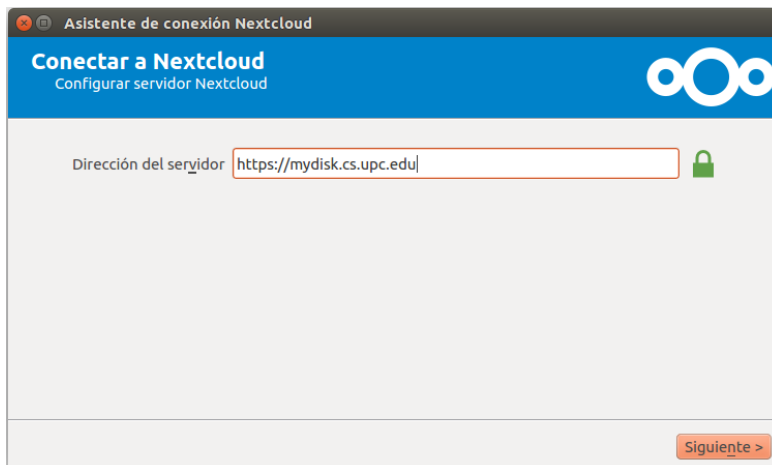 Asistente de conexión Nextcloud
Conectar a Nextcloud
Configurar servidor Nextcloud
Dirección del servidor https://mydisk.cs.upc.edu
Siguiente >